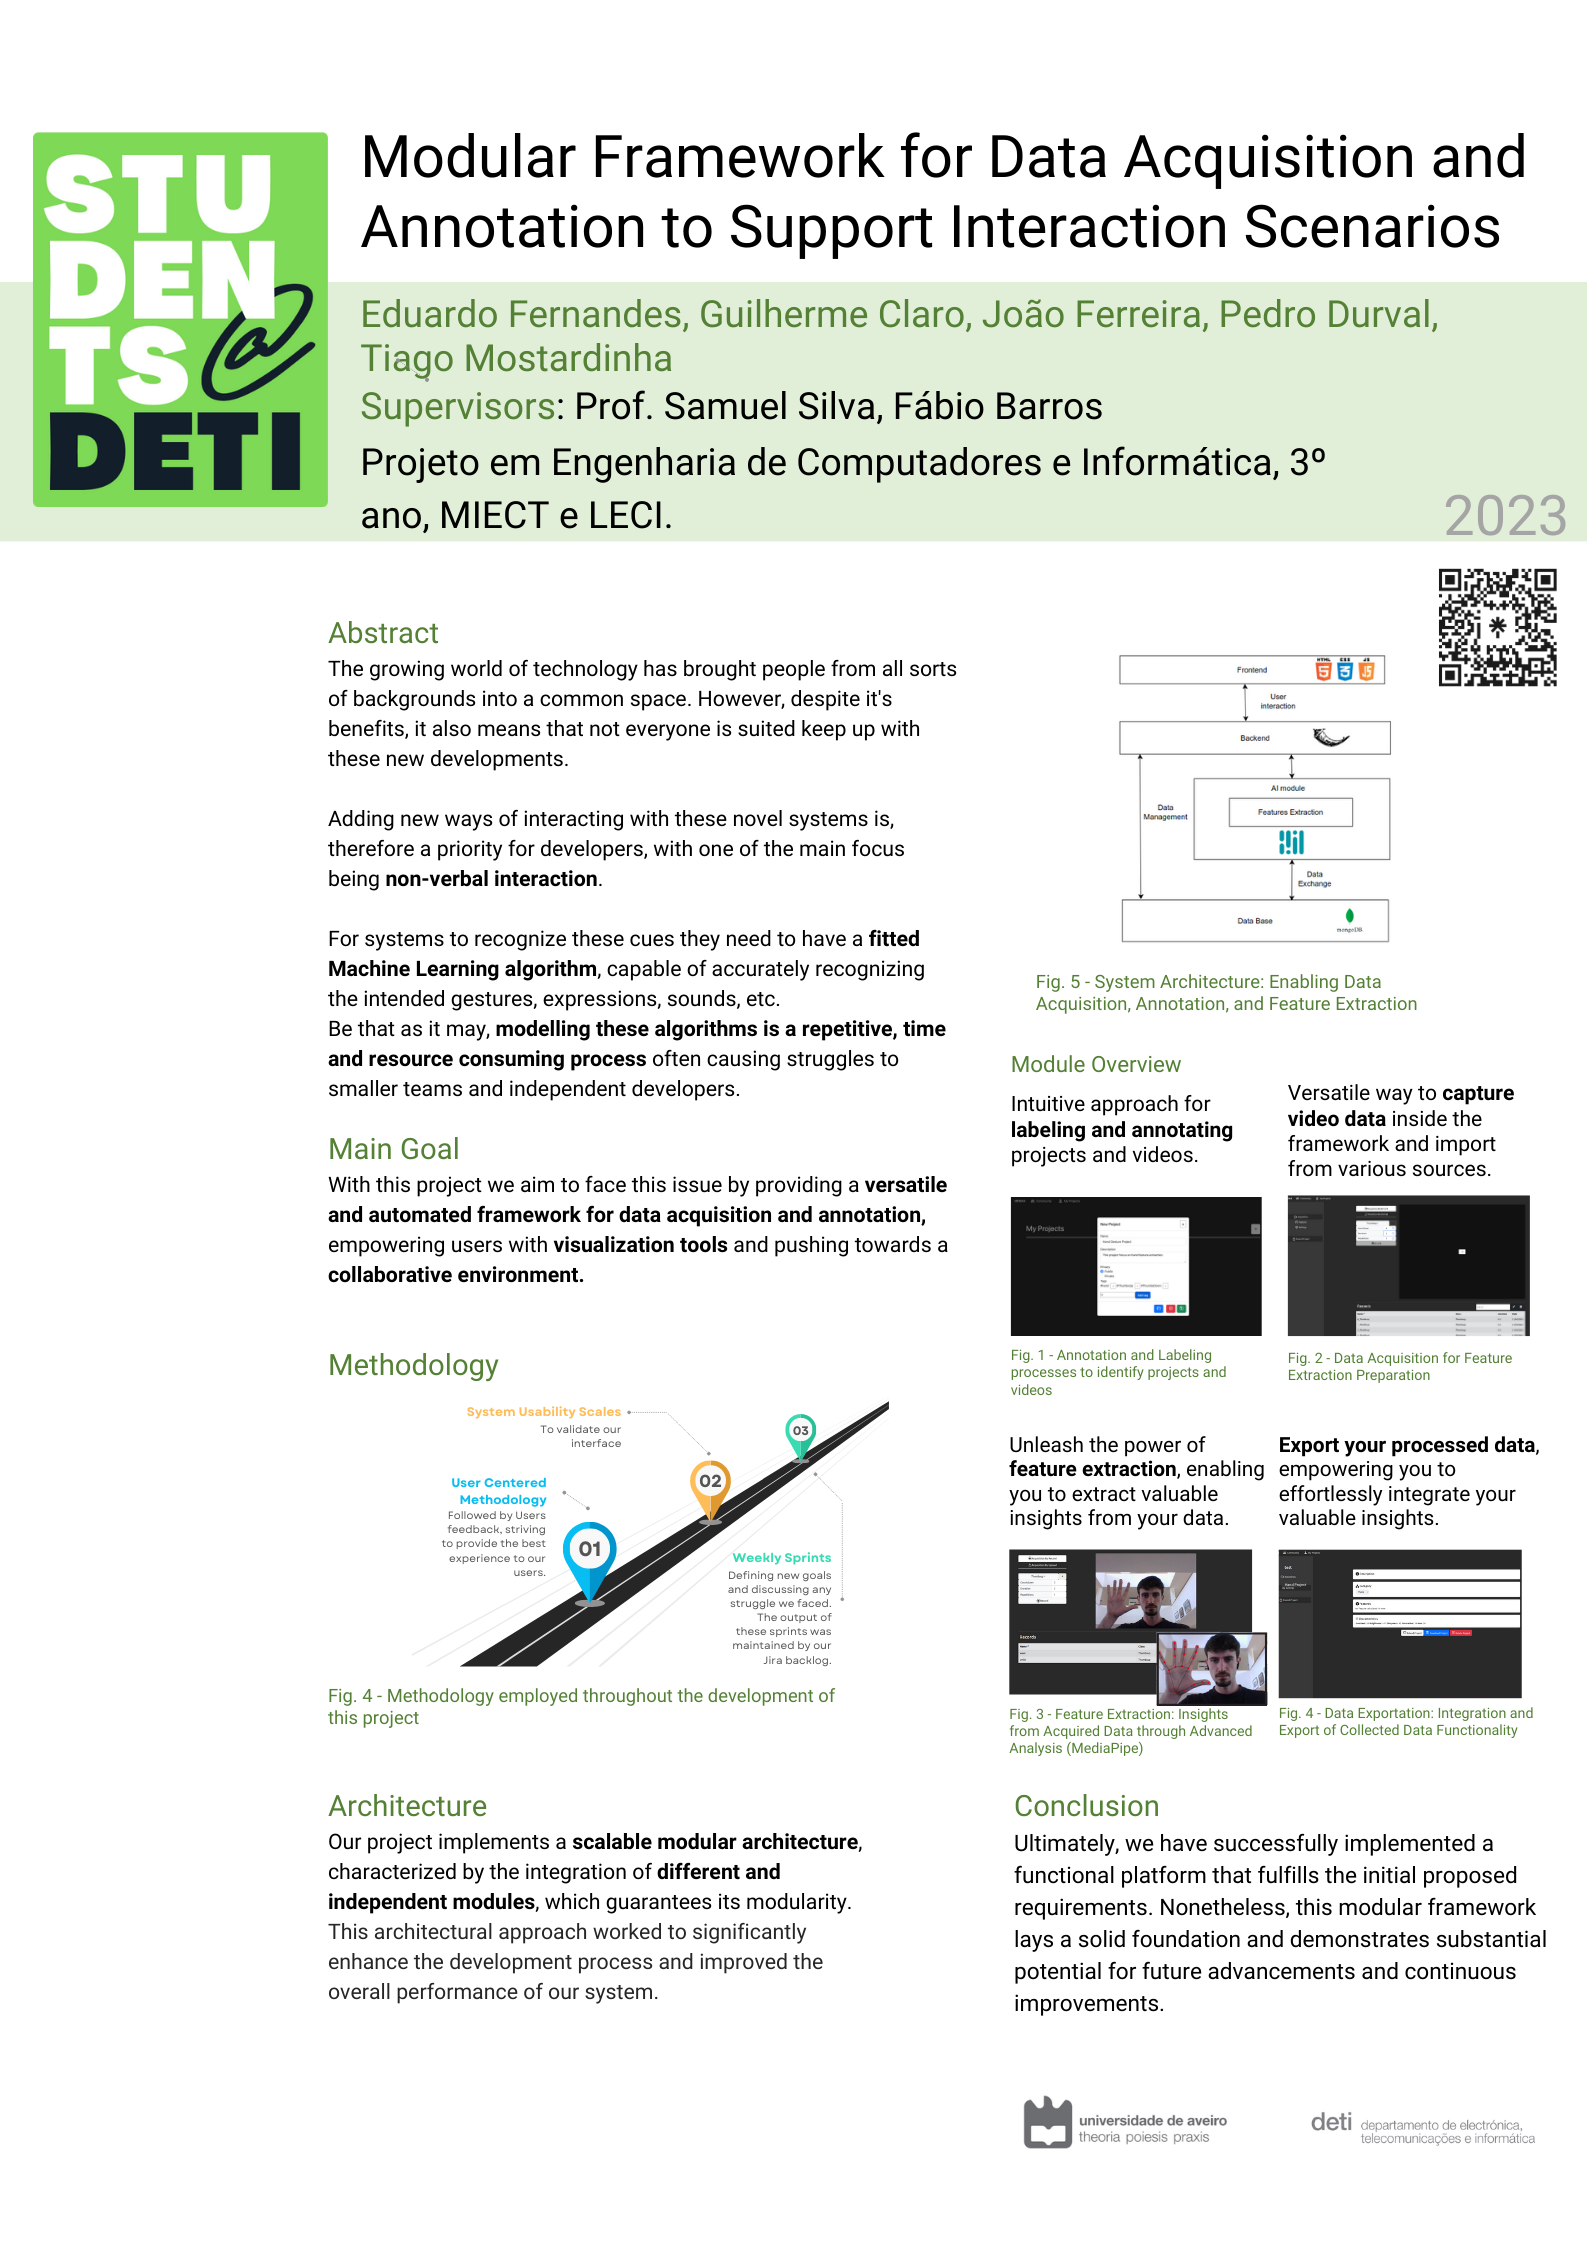 STU
DEN
TS@
DETI
Modular Framework for Data Acquisition and
Annotation to Support Interaction Scenarios
Eduardo Fernandes, Guilherme Claro, João Ferreira, Pedro Durval,
Tiago Mostardinha
Supervisors: Prof. Samuel Silva, Fábio Barros
Projeto em Engenharia de Computadores e Informática, 3º
ano, MIECT e LECI.
2023
Abstract
The growing world of technology has brought people from all sorts
of backgrounds into a common space. However, despite it's
benefits, it also means that not everyone is suited keep up with
these new developments.
Adding new ways of interacting with these novel systems is,
therefore a priority for developers, with one of the main focus
being non-verbal interaction.
For systems to recognize these cues they need to have a fitted
Machine Learning algorithm, capable of accurately recognizing
the intended gestures, expressions, sounds, etc.
Be that as it may, modelling these algorithms is a repetitive, time
and resource consuming process often causing struggles to
smaller teams and independent developers.
Main Goal
With this project we aim to face this issue by providing a versatile
and automated framework for data acquisition and annotation,
empowering users with visualization tools and pushing towards a
collaborative environment.
Methodology
System Usability Scales
To validate our
interface
User Centered
Methodology
Followed by Users
feedback, striving
to provide the best
experience to our
users.
01
02
03
Weekly Sprints
Defining new goals
and discussing any
struggle we faced.
The output of
these sprints was
maintained by our
Jira backlog.
Fig. 4 - Methodology employed throughout the development of
this project
Architecture
Our project implements a scalable modular architecture,
characterized by the integration of different and
independent modules, which guarantees its modularity.
This architectural approach worked to significantly
enhance the development process and improved the
overall performance of our system.
Frontend
HTML CSS JS
5 3 JS
User
interaction
Backend
AI module
Features Extraction
Data
Management
Data
Exchange
Data Base
mongoDB
Fig. 5 - System Architecture: Enabling Data
Acquisition, Annotation, and Feature Extraction
Module Overview
Intuitive approach for
labeling and annotating
projects and videos.
My Projects
New Project
Fig. 1 - Annotation and Labeling
processes to identify projects and
videos
Versatile way to capture
video data inside the
framework and import
from various sources.
Records
Fig. 2 - Data Acquisition for Feature
Extraction Preparation
Unleash the power of
feature extraction, enabling
you to extract valuable
insights from your data.
Records
Fig. 3 - Feature Extraction: Insights
from Acquired Data through Advanced
Analysis (MediaPipe)
Export your processed data,
empowering you to
effortlessly integrate your
valuable insights.
Fig. 4 - Data Exportation: Integration and
Export of Collected Data Functionality
Conclusion
Ultimately, we have successfully implemented a
functional platform that fulfills the initial proposed
requirements. Nonetheless, this modular framework
lays a solid foundation and demonstrates substantial
potential for future advancements and continuous
improvements.
universidade de aveiro
theoria poiesis praxis
deti departamento de electrónica,
telecomunicações e informática